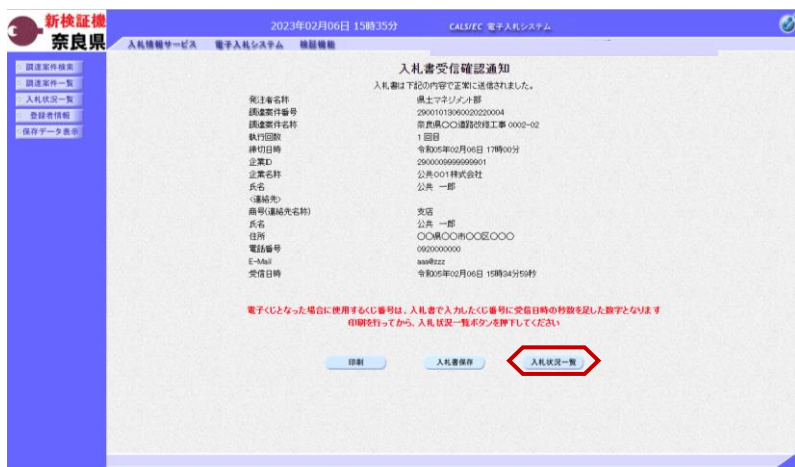 新検証機
奈良県
2023年02月06日 15時35分
CALS/EC 電子入札システム
入札情報サービス 電子入札システム 検証機能
調達案件検索
調達案件一覧
入札状況一覧
登録者情報
保存データ表示
入札書受信確認通知
入札書は下記の内容で正常に送信されました。
発注者名称 県土マネジメント部
調達案件番号 29001013060020220004
調達案件名称 奈良県〇〇道路改修工事 0002-02
執行回数 1回目
締切日時 令和05年02月06日 17時00分
企業ID 2900009999999901
企業名称 公共001株式会社
氏名 公共 一郎
<連絡先>
商号(連絡先名称) 支店
氏名 公共 一郎
住所 〇〇県〇〇市〇〇区〇〇〇
電話番号 0920000000
E-Mail aaa@zzz
受信日時 令和05年02月06日 15時34分59秒
電子くじとなった場合に使用するくじ番号は、入札書で入力したくじ番号に受信日時の秒数を足した数字となります
印刷を行ってから、入札状況一覧ボタンを押下してください
印刷 入札書保存 入札状況一覧